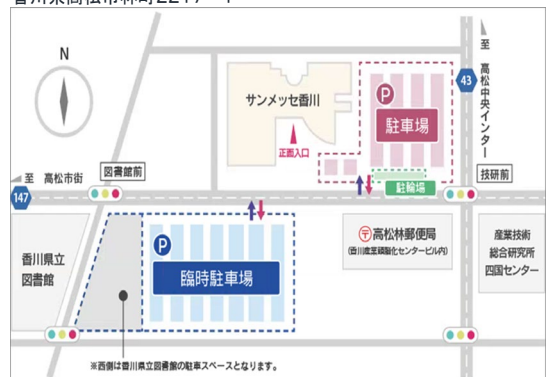 香川県高松市林町2217-1
N
サンメッセ香川
正面入口
P
駐車場
駐輪場
43
至 高松中央インター
至 高松市街
147
図書館前
技研前
香川県立
図書館
P
臨時駐車場
高松林郵便局
(香川産業頭脳化センタービル内)
産業技術
総合研究所
四国センター
※西側は香川県立図書館の駐車スペースとなります。